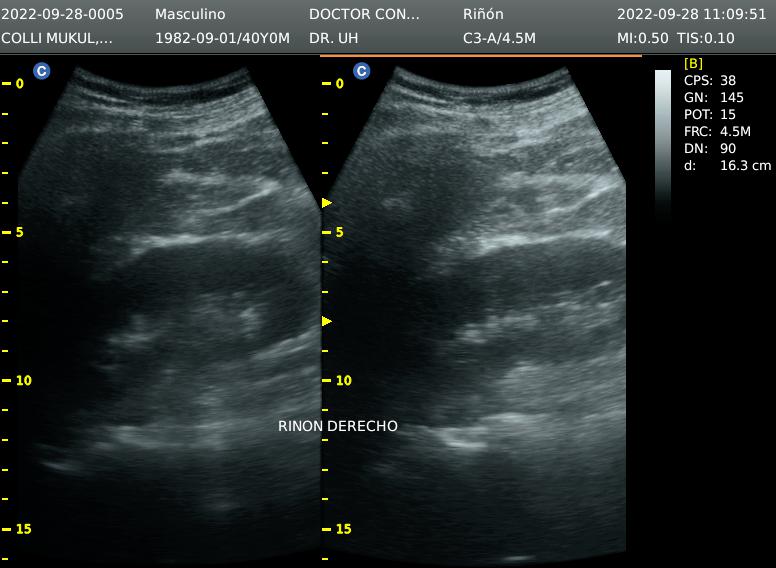 2022-09-28-0005 Masculino DOCTOR CON... Riñón 2022-09-28 11:09:51
COLLI MUKUL,... 1982-09-01/40Y0M DR. UH C3-A/4.5M MI:0.50 TIS:0.10
C C [B]
0 0 CPS: 38
GN: 145
POT: 15
FRC: 4.5M
DN: 90
d: 16.3 cm
5 5
10 10
RINON DERECHO
15 15